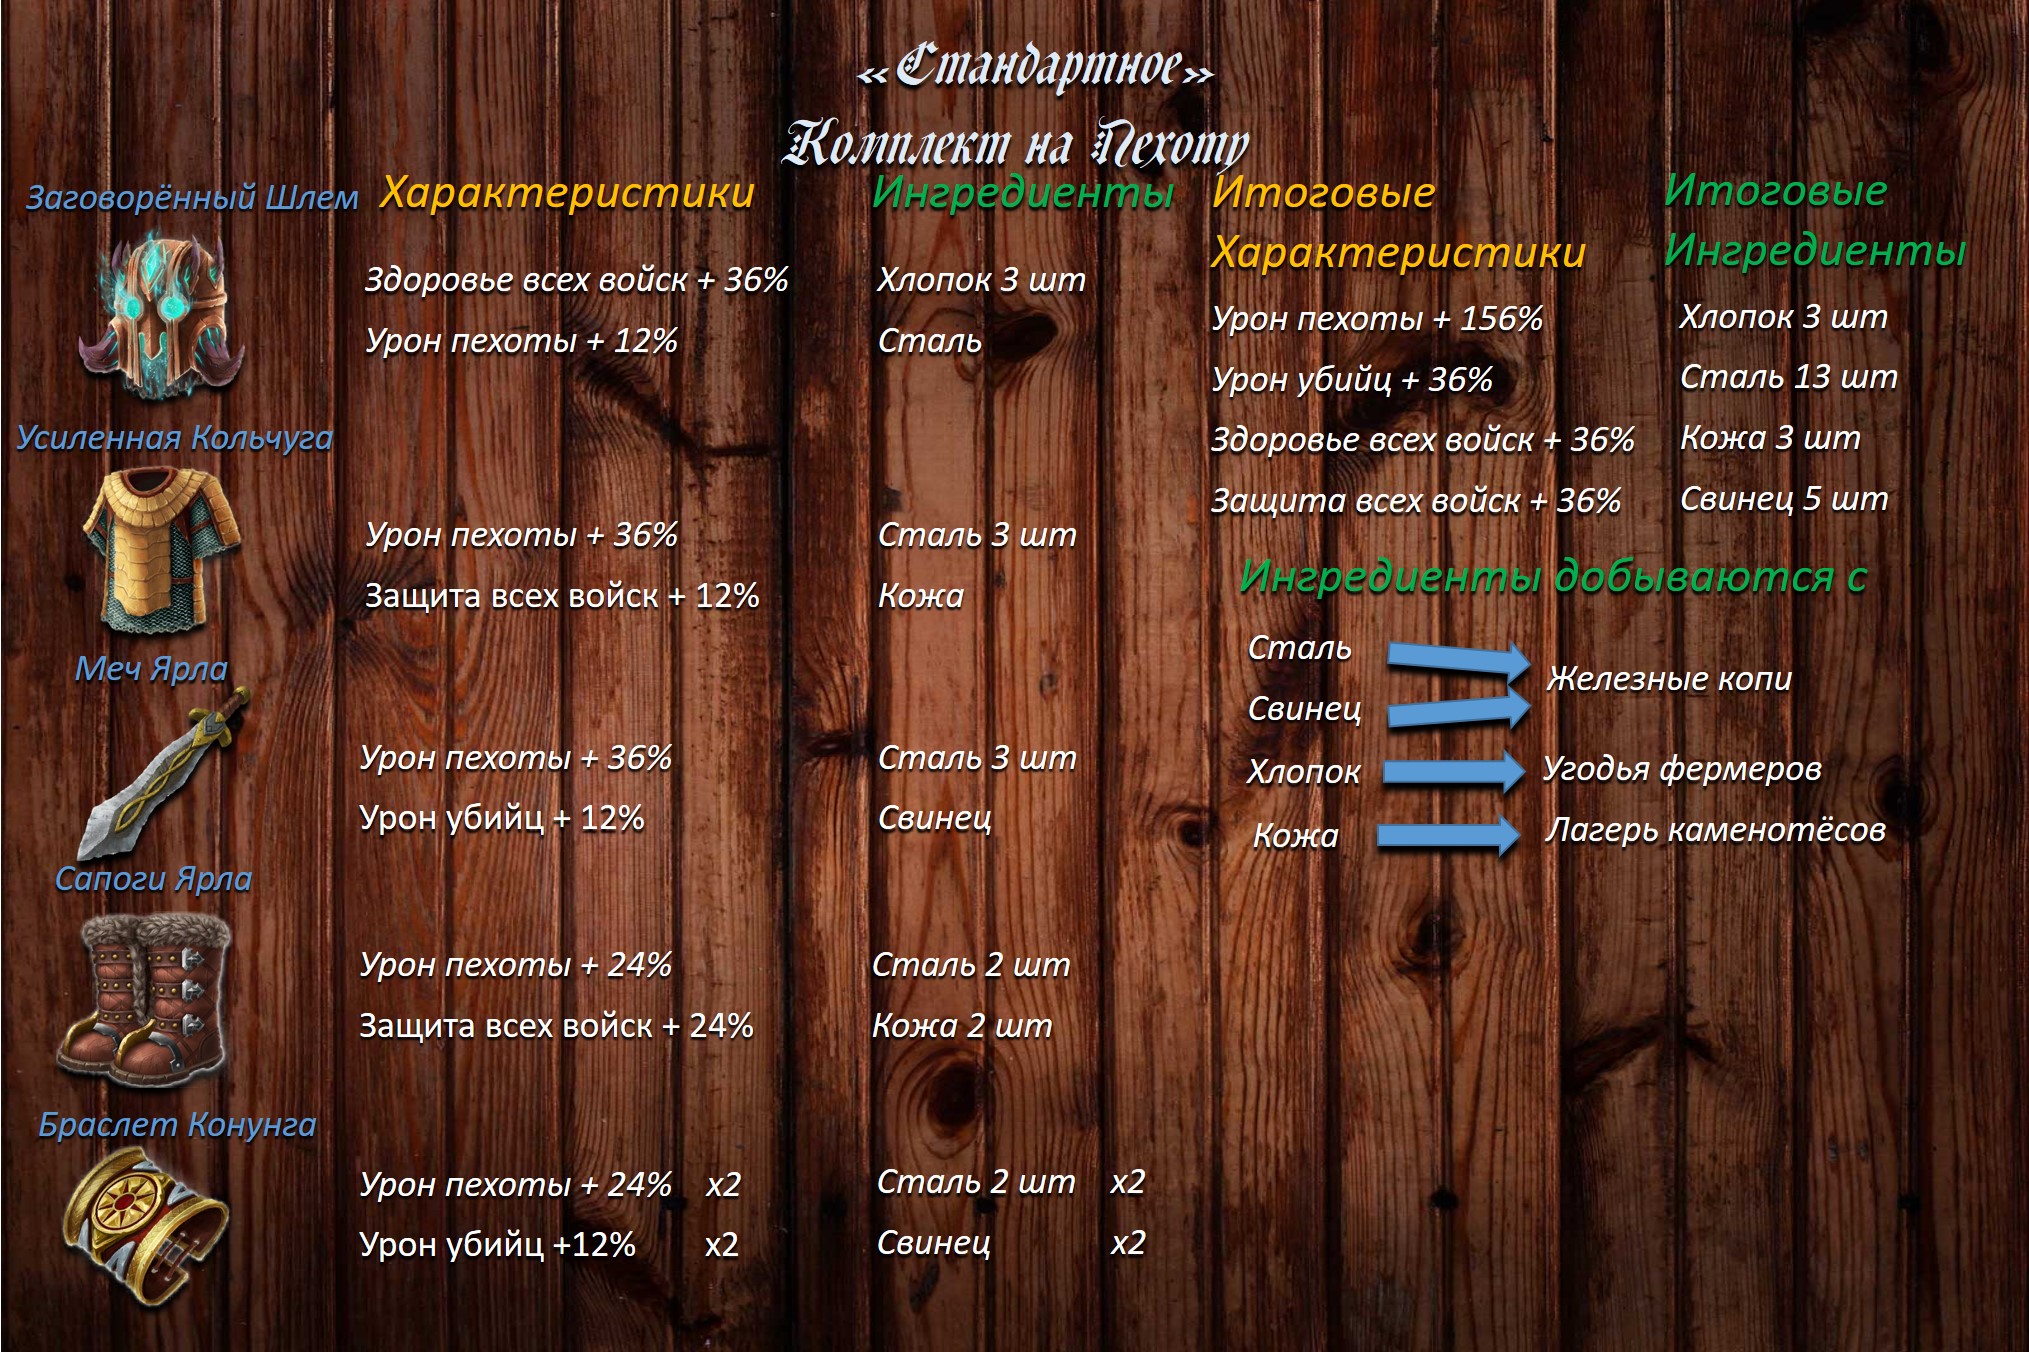 «Стандартное»
Комплект на Пехоту
Заговорённый Шлем
Характеристики
Здоровье всех войск + 36%
Урон пехоты + 12%
Ингредиенты
Хлопок 3 шт
Сталь
Усиленная Кольчуга
Урон пехоты + 36%
Защита всех войск + 12%
Сталь 3 шт
Кожа
Меч Ярла
Урон пехоты + 36%
Урон убийц + 12%
Сталь 3 шт
Свинец
Сапоги Ярла
Урон пехоты + 24%
Защита всех войск + 24%
Сталь 2 шт
Кожа 2 шт
Браслет Конунга
Урон пехоты + 24% x2
Урон убийц +12% x2
Сталь 2 шт x2
Свинец x2
Итоговые
Характеристики
Урон пехоты + 156%
Урон убийц + 36%
Здоровье всех войск + 36%
Защита всех войск + 36%
Итоговые
Ингредиенты
Хлопок 3 шт
Сталь 13 шт
Кожа 3 шт
Свинец 5 шт
Ингредиенты добываются с
Сталь
Свинец
Железные копи
Хлопок
Угодья фермеров
Кожа
Лагерь каменотёсов